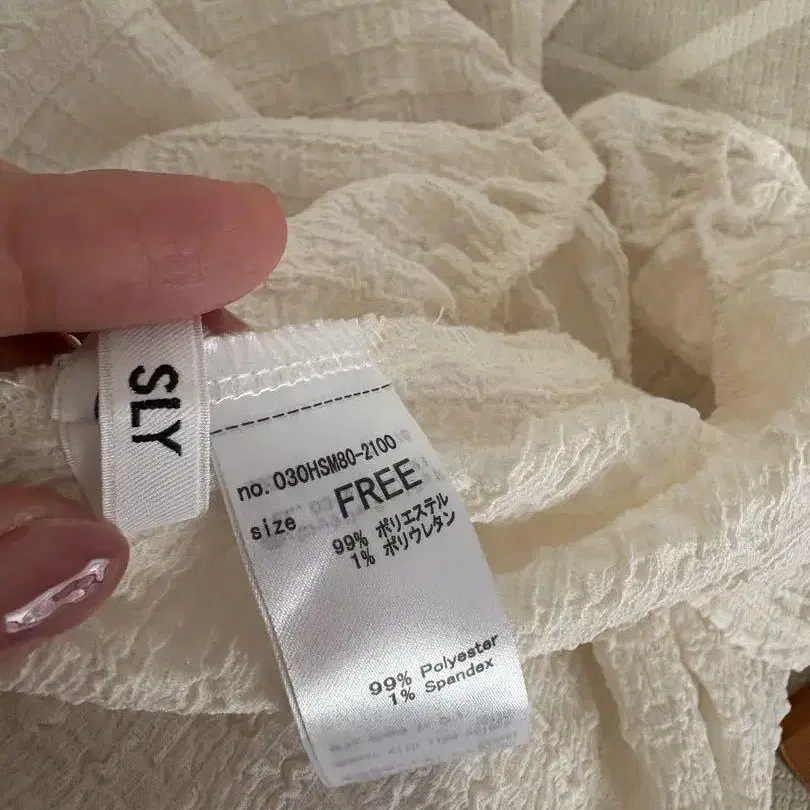 SLY
no. 030HSM80-2100
size FREE
99% ポリエステル
1% ポリウレタン
99% Polyester
1% Spandex